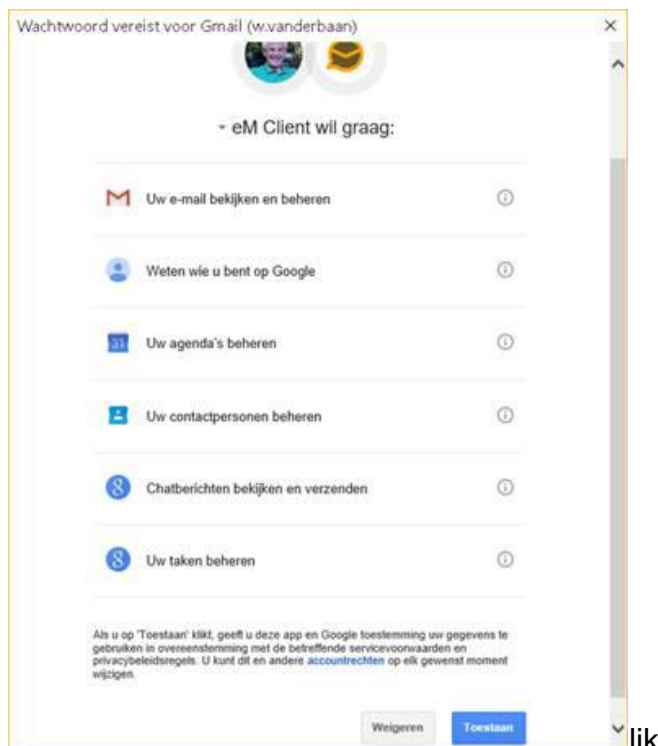 Wachtwoord vereist voor Gmail (w.vanderbaan)
eM Client wil graag:
Uw e-mail bekijken en beheren
Weten wie u bent op Google
31 Uw agenda's beheren
Uw contactpersonen beheren
8 Chatberichten bekijken en verzenden
8 Uw taken beheren
Als u op 'Toestaan' klikt, geeft u deze app en Google toestemming uw gegevens te
gebruiken in overeenstemming met de betreffende servicevoorwaarden en
privacybeleidsregels. U kunt dit en andere accountrechten op elk gewenst moment
wijzigen.
Weigeren Toestaan
lik